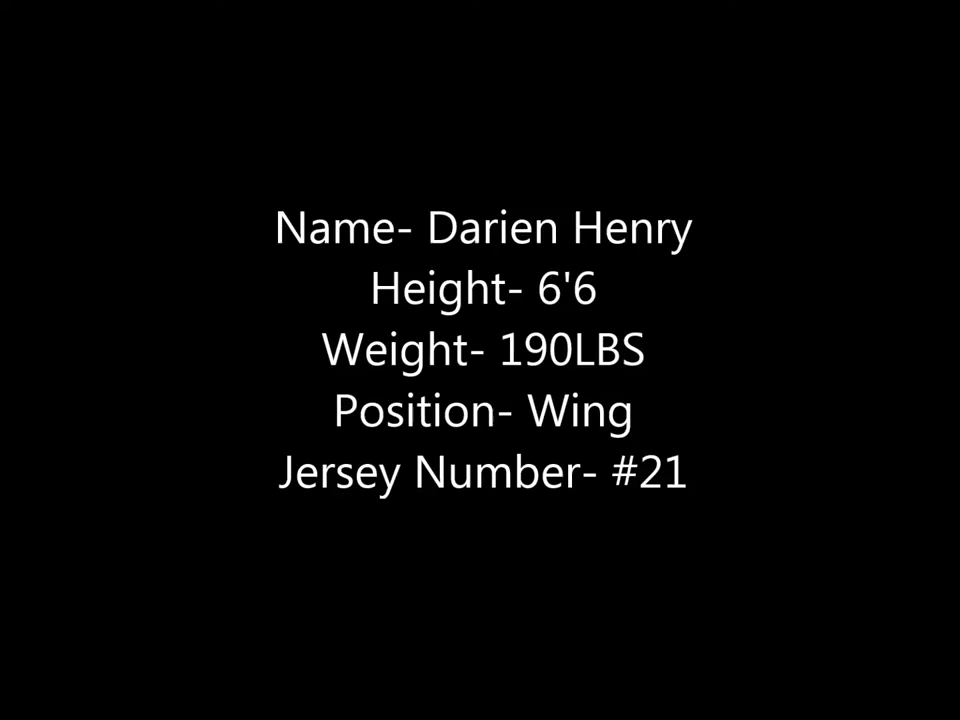 Name- Darien Henry
Height- 6'6
Weight- 190LBS
Position- Wing
Jersey Number- #21